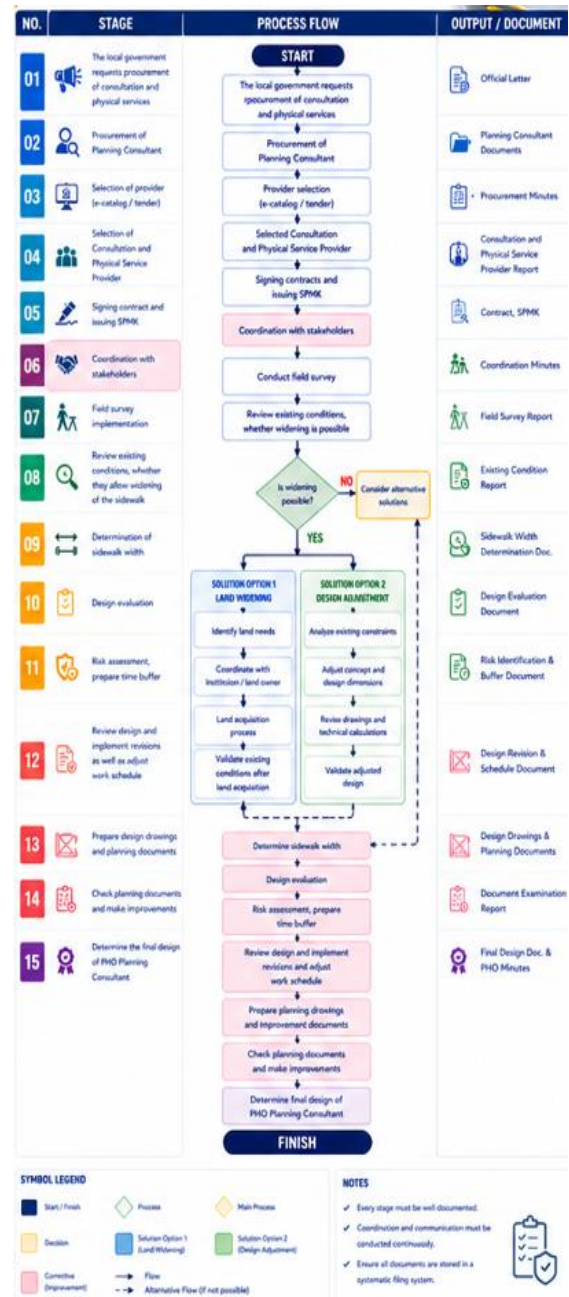 NO.
STAGE
PROCESS FLOW
OUTPUT / DOCUMENT
01
The local government
requests procurement
of consultation and
physical services
Official Letter
02
Procurement of
Planning Consultant
Planning Consultant
Documents
03
Selection of provider
(e-catalog / tender)
Procurement Minutes
04
Selection of
Consultation and
Physical Service
Provider
Consultation and
Physical Service
Provider Report
05
Signing contract and
issuing SPMK
Contract, SPMK
06
Coordination with
stakeholders
Coordination Minutes
07
Field survey
implementation
Field Survey Report
08
Review existing
conditions, whether
they allow widening
of the sidewalk
Existing Condition
Report
09
Determination of
sidewalk width
Sidewalk Width
Determination Doc.
10
Design evaluation
Design Evaluation
Document
11
Risk assessment,
prepare time buffer
Risk Identification &
Buffer Document
12
Review design and
implement revisions
as well as adjust
work schedule
Design Revision &
Schedule Document
13
Prepare design drawings
and planning documents
Design Drawings &
Planning Documents
14
Check planning documents
and make improvements
Document Examination
Report
15
Determine the final design
of PHO Planning
Consultant
Final Design Doc. &
PHO Minutes
START
The local government requests
rpocuroment of consultation
and physical services
Procurement of
Planning Consultant
Provider selection
(e-catalog / tender)
Selected Consultation
and Physical Service Provider
Signing contracts and
issuing SPMK
Coordination with stakeholders
Conduct field survey
Review existing conditions,
whether widening is possible
Is widening
possible?
NO
Consider alternative
solutions
YES
SOLUTION OPTION 1
LAND WIDENING
Identify land needs
Coordinate with
institution / land owner
Land acquisition
process
Validate existing
conditions after
land acquisition
SOLUTION OPTION 2
DESIGN ADJUSTMENT
Analyze existing constraints
Adjust concept and
design dimensions
Revise drawings and
technical calculations
Validate adjusted
design
Determine sidewalk width
Design evaluation
Risk assessment, prepare
time buffer
Review design and implement
revisions and adjust
work schedule
Prepare planning drawings
and improvement documents
Check planning documents
and make improvements
Determine final design of
PHO Planning Consultant
FINISH
SYMBOL LEGEND
Start / Finish
Process
Main Process
Decision
Solution Option 1
(Land Widening)
Solution Option 2
(Design Adjustment)
Corrective
(Improvement)
Flow
Alternative Flow (if not possible)
NOTES
Every stage must be well documented.
Coordination and communication must be
conducted continuously.
Ensure all documents are stored in a
systematic filing system.